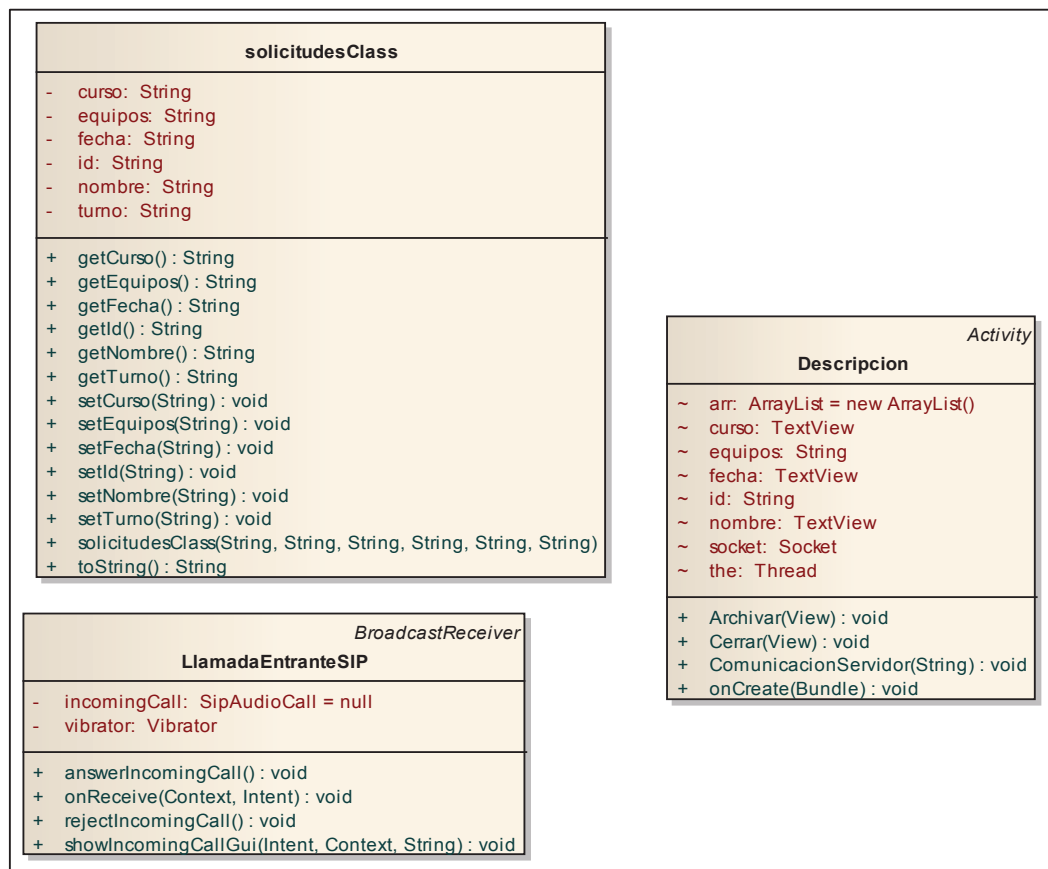 solicitudesClass
- curso: String
- equipos: String
- fecha: String
- id: String
- nombre: String
- turno: String
+ getCurso() : String
+ getEquipos() : String
+ getFecha() : String
+ getId() : String
+ getNombre() : String
+ getTurno() : String
+ setCurso(String) : void
+ setEquipos(String) : void
+ setFecha(String) : void
+ setId(String) : void
+ setNombre(String) : void
+ setTurno(String) : void
+ solicitudesClass(String, String, String, String, String, String)
+ toString() : String
Activity
Descripcion
~ arr: ArrayList = new ArrayList()
~ curso: TextView
~ equipos: String
~ fecha: TextView
~ id: String
~ nombre: TextView
~ socket: Socket
~ the: Thread
+ Archivar(View) : void
+ Cerrar(View) : void
+ ComunicacionServidor(String) : void
+ onCreate(Bundle) : void
BroadcastReceiver
LlamadaEntranteSIP
- incomingCall: SipAudioCall = null
- vibrator: Vibrator
+ answerIncomingCall() : void
+ onReceive(Context, Intent) : void
+ rejectIncomingCall() : void
+ showIncomingCallGui(Intent, Context, String) : void